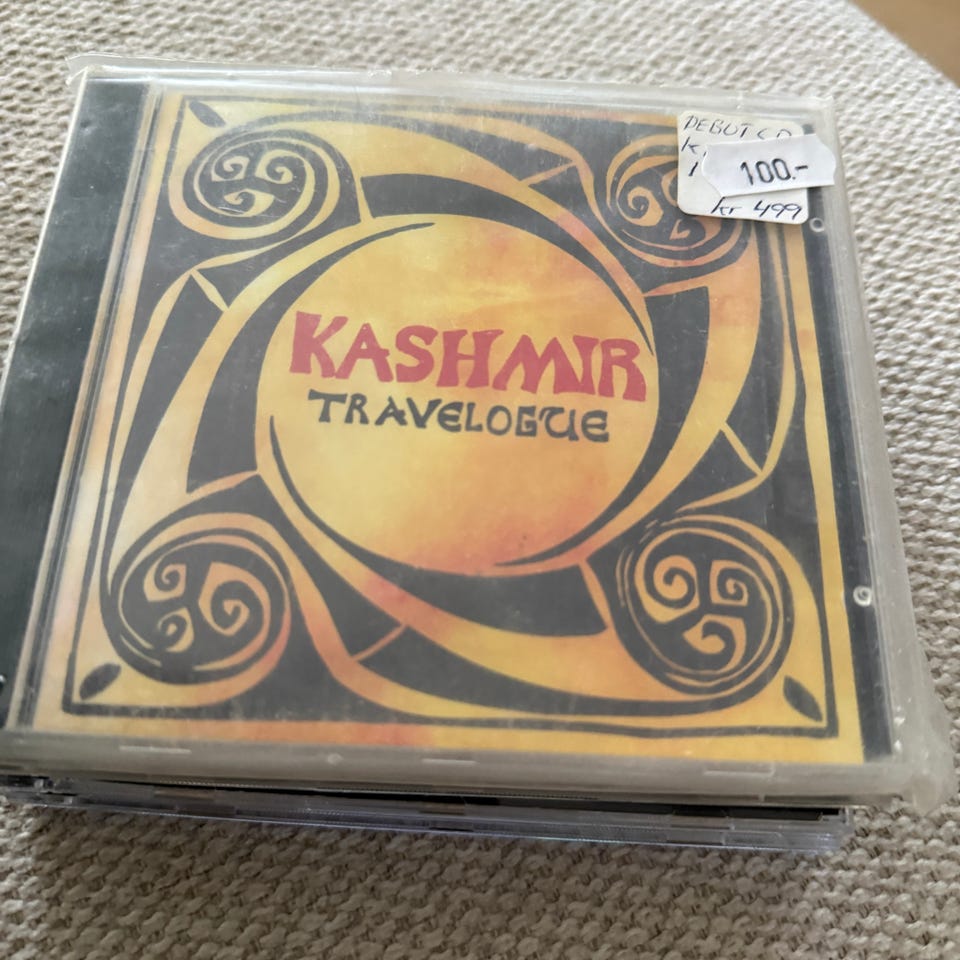 DEBUT CD
100.-
kr 499
KASHMIR
TRAVELOGUE